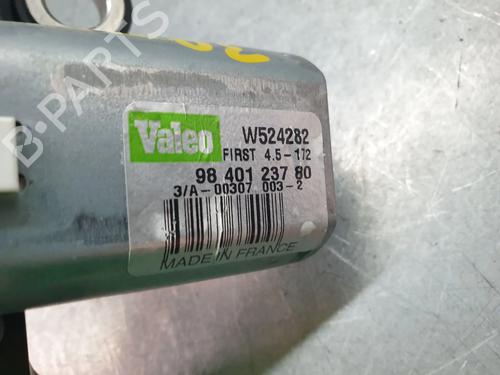 Valeo
W524282
FIRST 4.5-172
98 401 237 80
3/A-00307 003-2
MADE IN FRANCE
B-PARTS